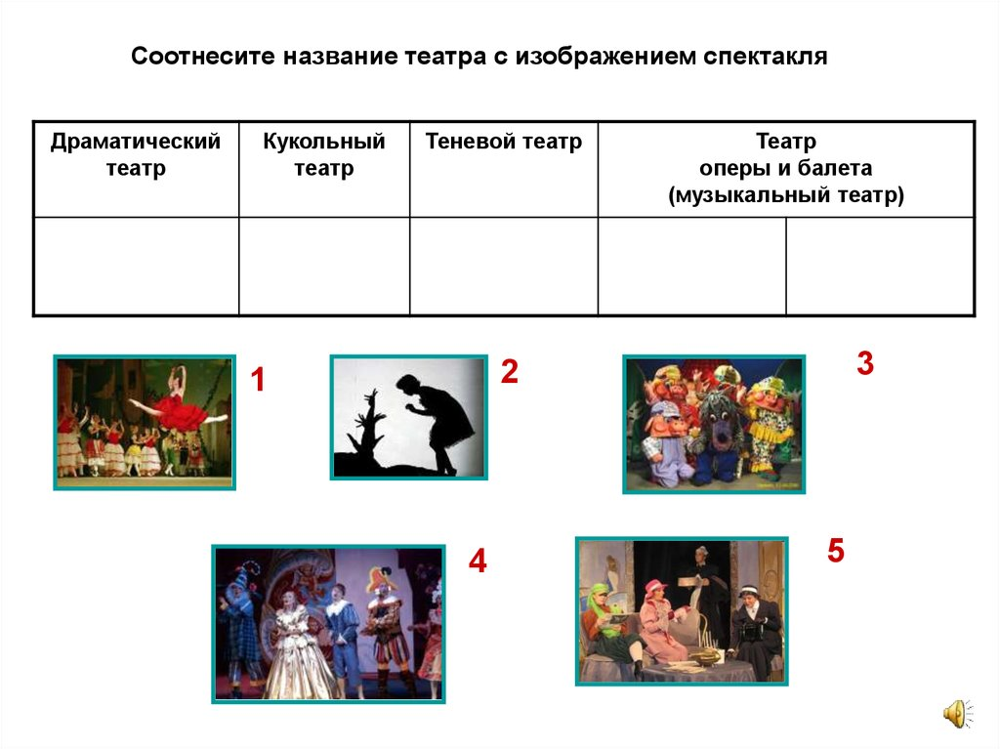 Соотнесите название театра с изображением спектакля
Драматический
театр
Кукольный
театр
Теневой театр
Театр
оперы и балета
(музыкальный театр)
1
2
3
4
5